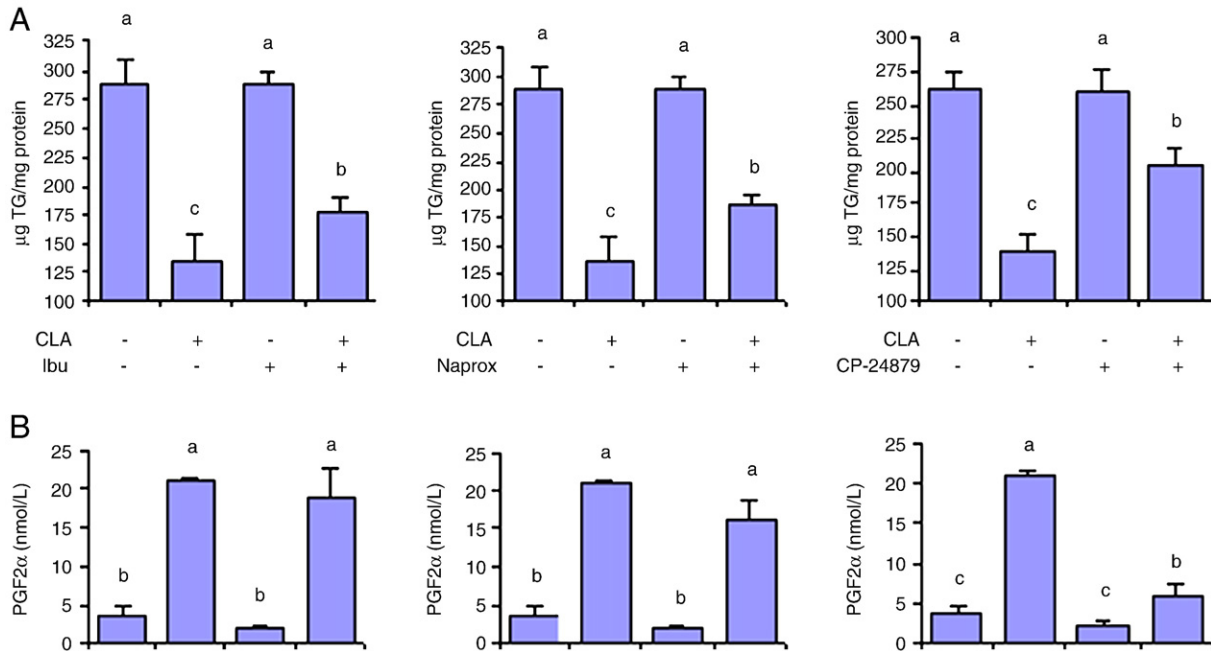 A
a
a
a
a
a
a
325
325
300
300
300
275
275
275
250
250
250
225
225
225
b
b
b
200
200
200
c
c
c
175
175
175
150
150
150
125
125
125
100
100
100
µg TG/mg protein
µg TG/mg protein
µg TG/mg protein
CLA - + - +
Ibu - - + +
CLA - + - +
Naprox - - + +
CLA - + - +
CP-24879 - - + +
B
25
20
15
10
5
0
PGF2α (nmol/L)
b
a
b
a
25
20
15
10
5
0
PGF2α (nmol/L)
b
a
b
a
25
20
15
10
5
0
PGF2α (nmol/L)
c
a
c
b